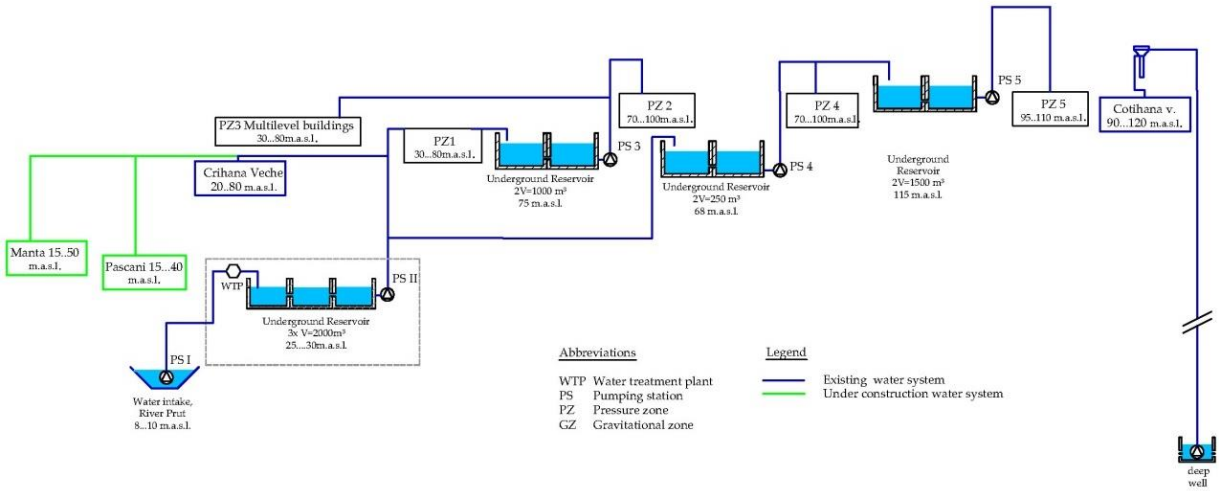 PS 5
PZ 2
70...100m.a.s.l.
PZ 4
70...100m.a.s.l.
PZ 5
95..110 m.a.s.l.
Cotihana v.
90...120 m.a.s.l.
PZ3 Multilevel buildings
30...80m.a.s.l.
PZ1
30...80m.a.s.l.
PS 3
PS 4
Crihana Veche
20..80 m.a.s.l.
Underground Reservoir
2V=1000 m³
75 m.a.s.l.
Underground Reservoir
2V=250 m³
68 m.a.s.l.
Underground
Reservoir
2V=1500 m³
115 m.a.s.l.
Manta 15..50
m.a.s.l.
Pascani 15...40
m.a.s.l.
WTP
PS II
Underground Reservoir
3x V=2000m³
25....30m.a.s.l.
PS I
Water intake,
River Prut
8...10 m.a.s.l.
Abbreviations
WTP Water treatment plant
PS Pumping station
PZ Pressure zone
GZ Gravitational zone
Legend
Existing water system
Under construction water system
deep
well